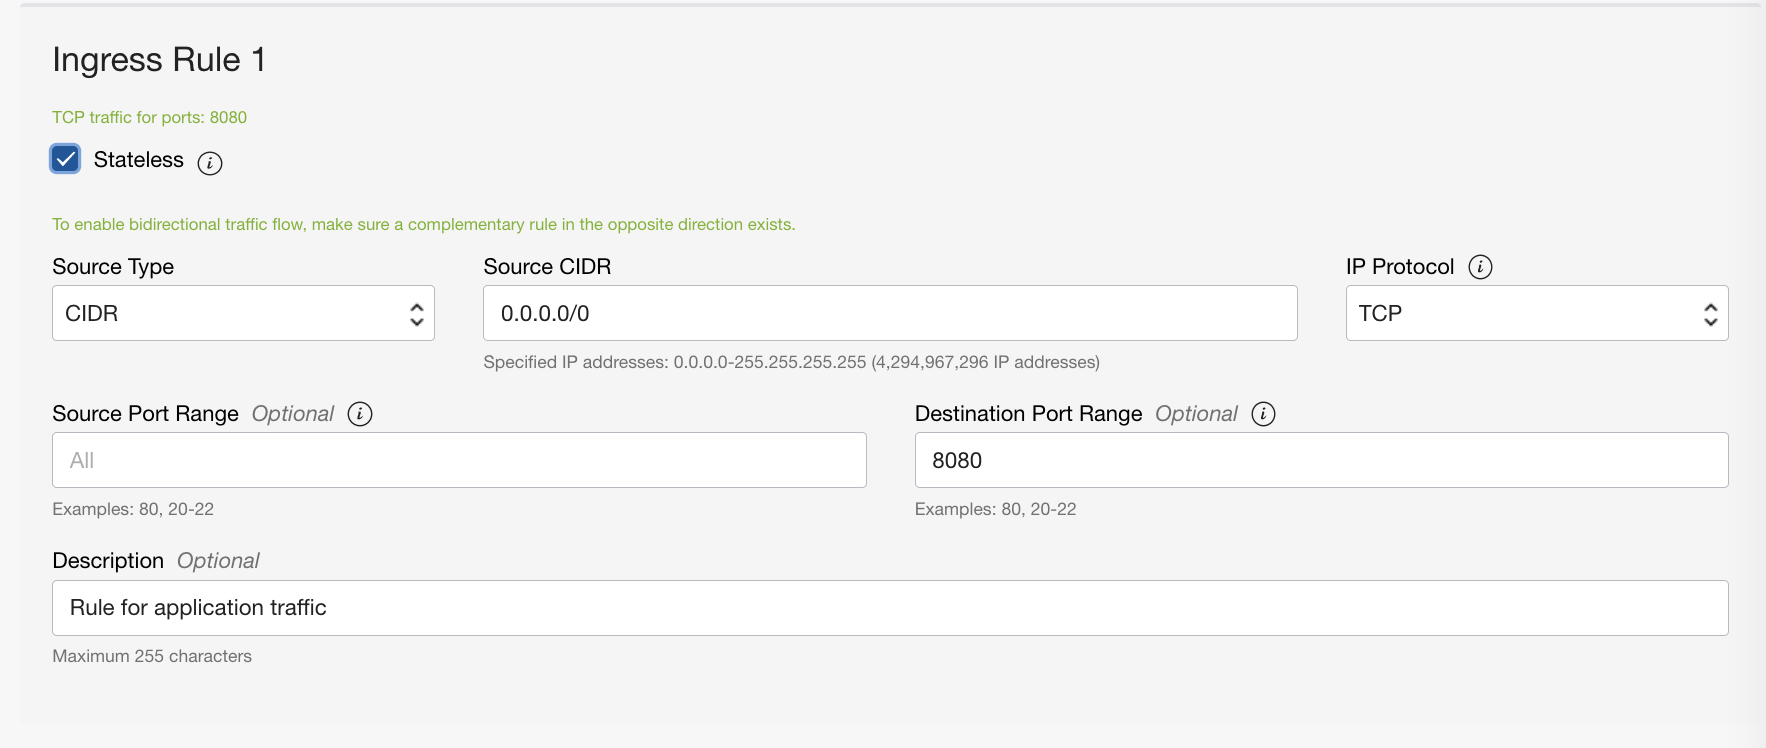 Ingress Rule 1
TCP traffic for ports: 8080
Stateless i
To enable bidirectional traffic flow, make sure a complementary rule in the opposite direction exists.
Source Type Source CIDR IP Protocol i
CIDR 0.0.0.0/0 TCP
Specified IP addresses: 0.0.0.0-255.255.255.255 (4,294,967,296 IP addresses)
Source Port Range Optional i Destination Port Range Optional i
All 8080
Examples: 80, 20-22 Examples: 80, 20-22
Description Optional
Rule for application traffic
Maximum 255 characters